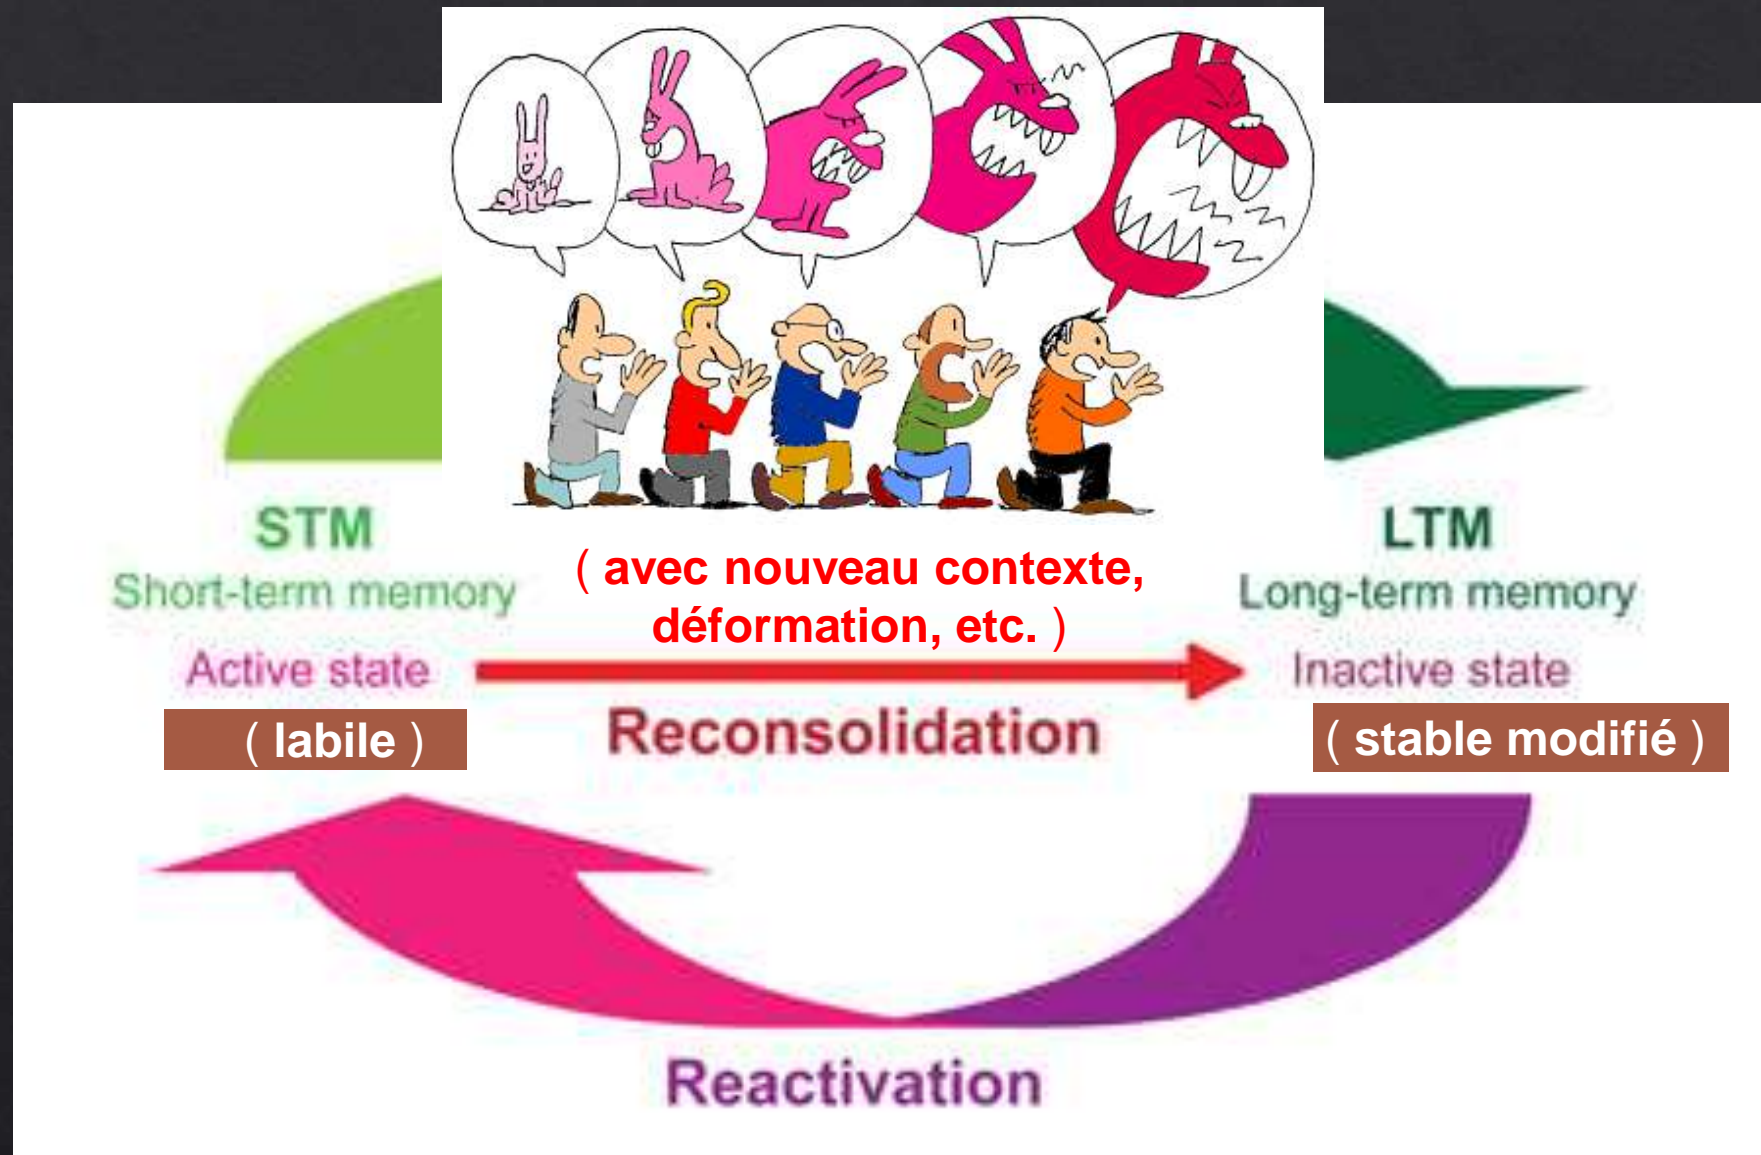 STM
Short-term memory
Active state
( labile )
( avec nouveau contexte,
déformation, etc. )
Reconsolidation
LTM
Long-term memory
Inactive state
( stable modifié )
Reactivation